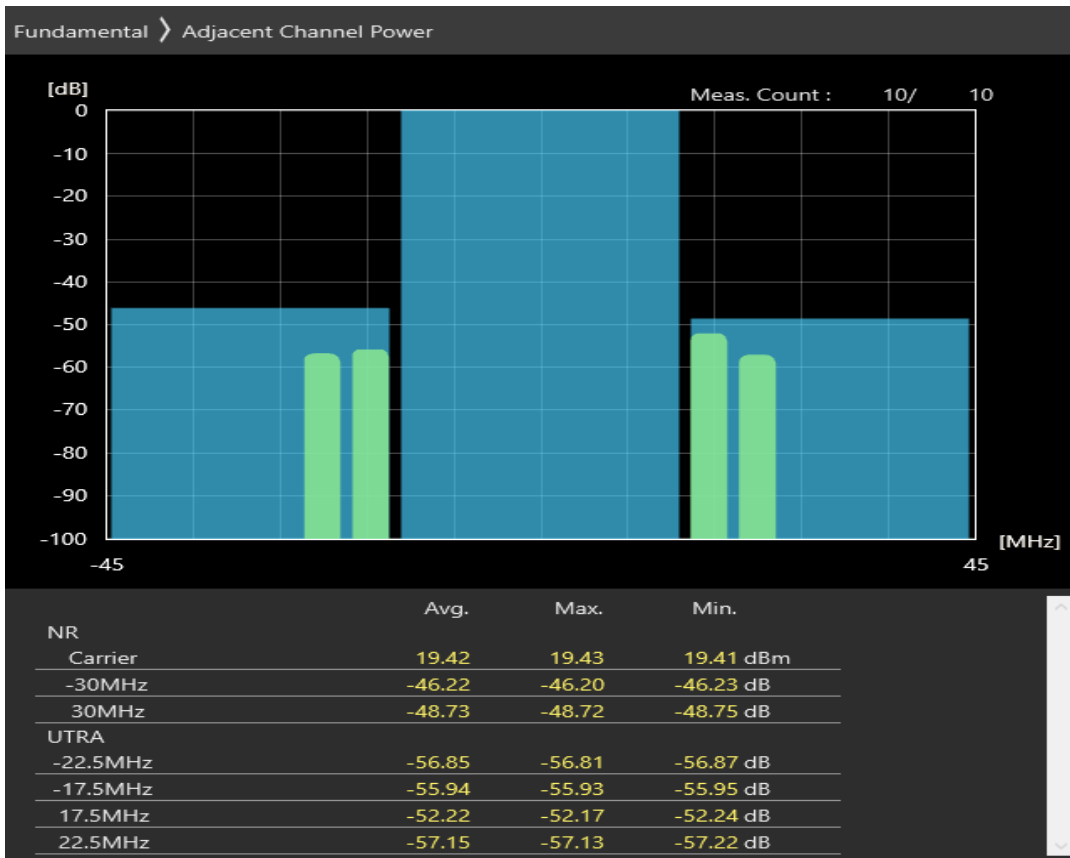 Fundamental 〉 Adjacent Channel Power
[dB]
Meas. Count : 10/ 10
0
-10
-20
-30
-40
-50
-60
-70
-80
-90
-100
[MHz]
-45 45
Avg. Max. Min.
NR
Carrier 19.42 19.43 19.41 dBm
-30MHz -46.22 -46.20 -46.23 dB
30MHz -48.73 -48.72 -48.75 dB
UTRA
-22.5MHz -56.85 -56.81 -56.87 dB
-17.5MHz -55.94 -55.93 -55.95 dB
17.5MHz -52.22 -52.17 -52.24 dB
22.5MHz -57.15 -57.13 -57.22 dB